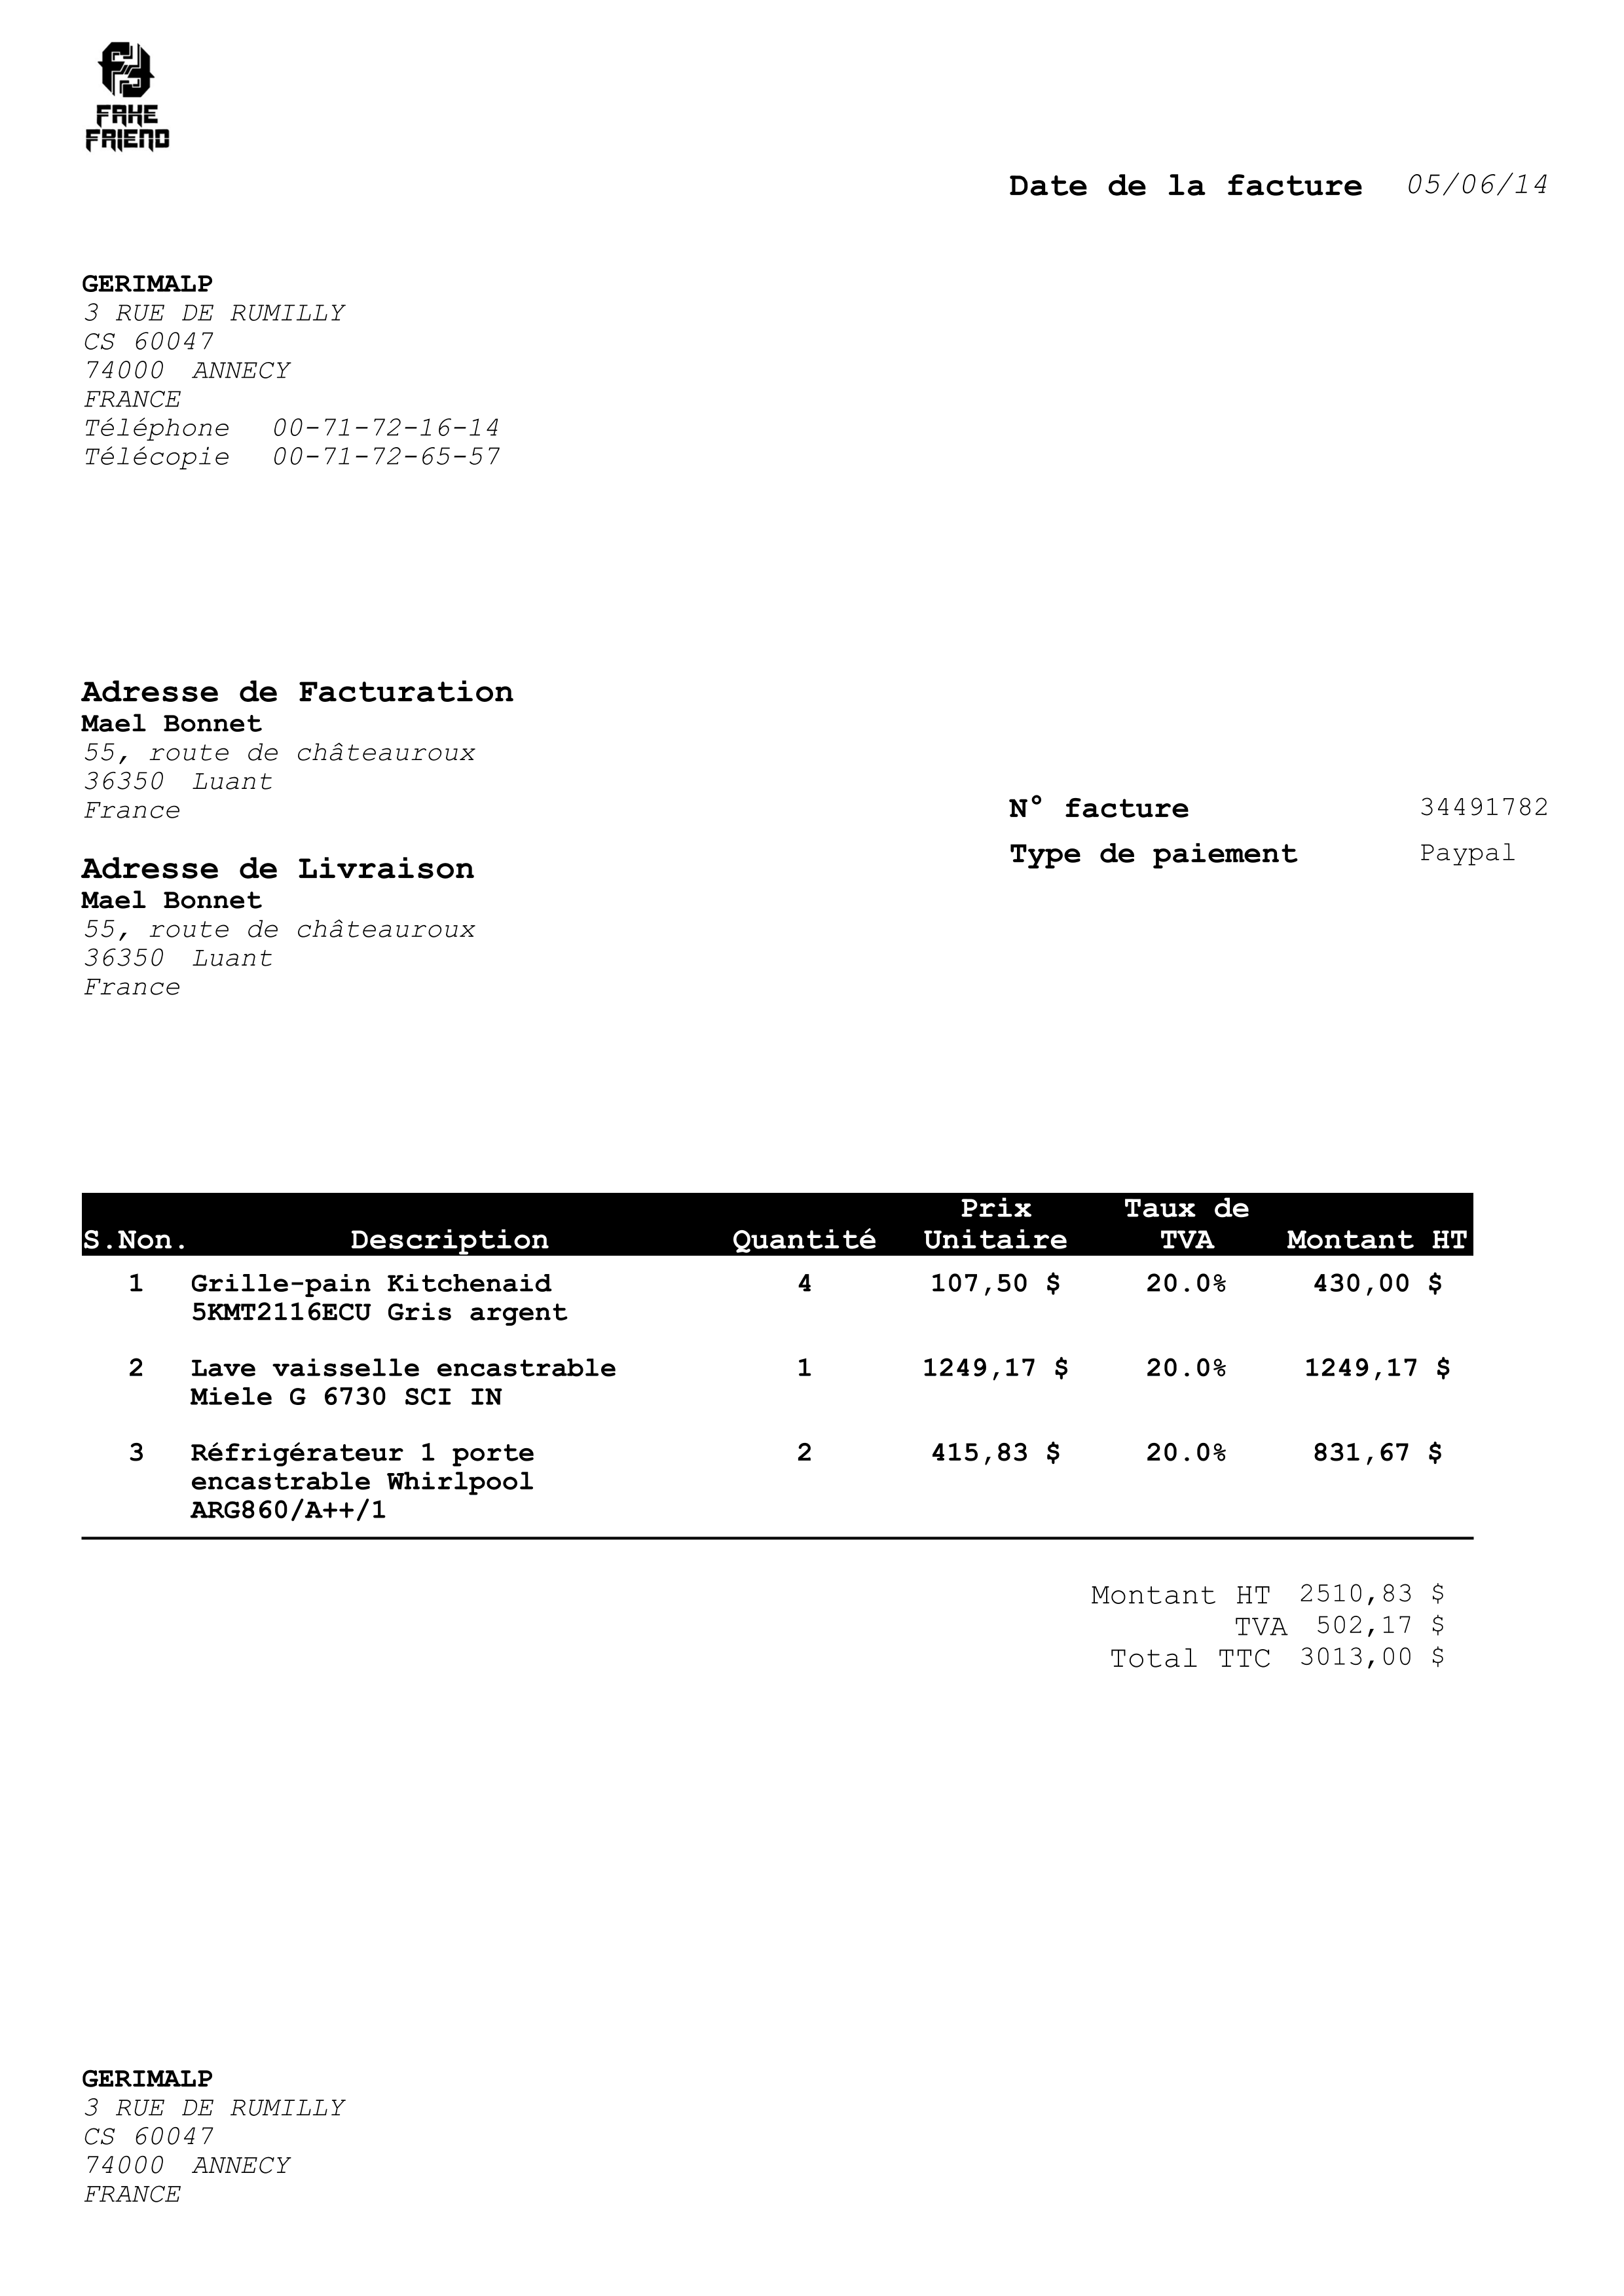 FAKE
FRIEND
Date de la facture 05/06/14
GERIMALP
3 RUE DE RUMILLY
CS 60047
74000 ANNECY
FRANCE
Téléphone 00-71-72-16-14
Télécopie 00-71-72-65-57
Adresse de Facturation
Mael Bonnet
55, route de châteauroux
36350 Luant
France
N° facture 34491782
Type de paiement Paypal
Adresse de Livraison
Mael Bonnet
55, route de châteauroux
36350 Luant
France
Prix Taux de
S.Non. Description Quantité Unitaire TVA Montant HT
1 Grille-pain Kitchenaid 4 107,50 $ 20.0% 430,00 $
5KMT2116ECU Gris argent
2 Lave vaisselle encastrable 1 1249,17 $ 20.0% 1249,17 $
Miele G 6730 SCI IN
3 Réfrigérateur 1 porte 2 415,83 $ 20.0% 831,67 $
encastrable Whirlpool
ARG860/A++/1
Montant HT 2510,83 $
TVA 502,17 $
Total TTC 3013,00 $
GERIMALP
3 RUE DE RUMILLY
CS 60047
74000 ANNECY
FRANCE